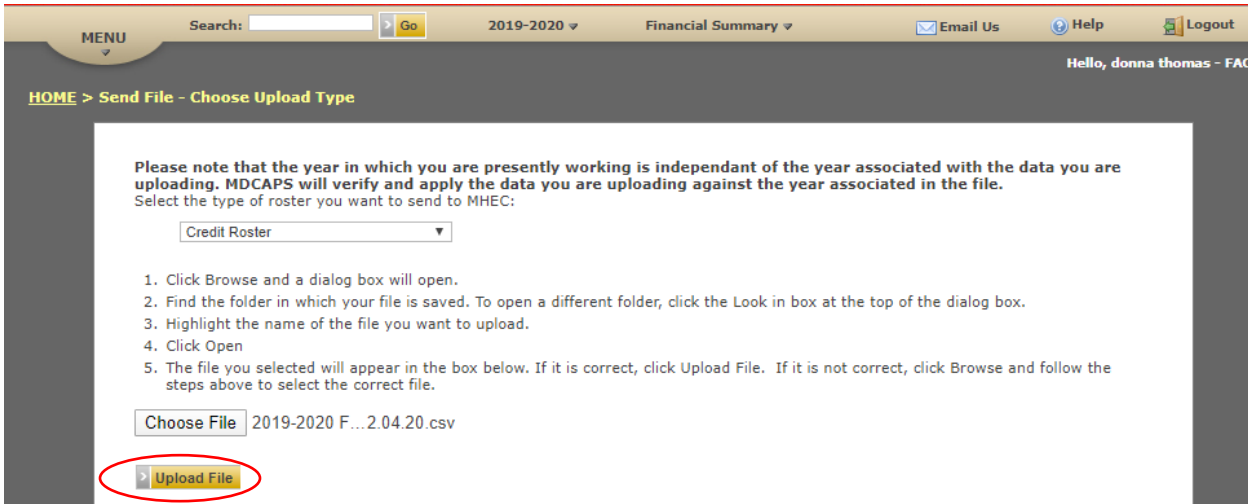 MENU
Search: Go 2019-2020 Financial Summary Email Us Help Logout
Hello, donna thomas - FAO
HOME > Send File - Choose Upload Type
Please note that the year in which you are presently working is independant of the year associated with the data you are
uploading. MDCAPS will verify and apply the data you are uploading against the year associated in the file.
Select the type of roster you want to send to MHEC:
Credit Roster
1. Click Browse and a dialog box will open.
2. Find the folder in which your file is saved. To open a different folder, click the Look in box at the top of the dialog box.
3. Highlight the name of the file you want to upload.
4. Click Open
5. The file you selected will appear in the box below. If it is correct, click Upload File. If it is not correct, click Browse and follow the
steps above to select the correct file.
Choose File 2019-2020 F...2.04.20.csv
Upload File